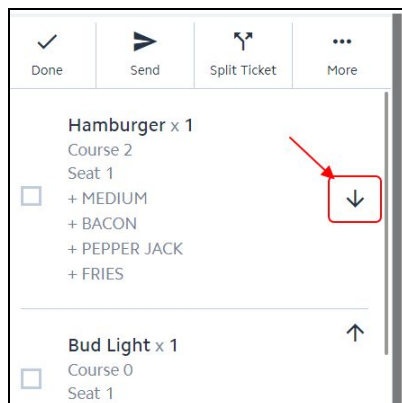 Done Send Split Ticket More
Hamburger x 1
Course 2
Seat 1
+ MEDIUM
+ BACON
+ PEPPER JACK
+ FRIES
Bud Light x 1
Course 0
Seat 1